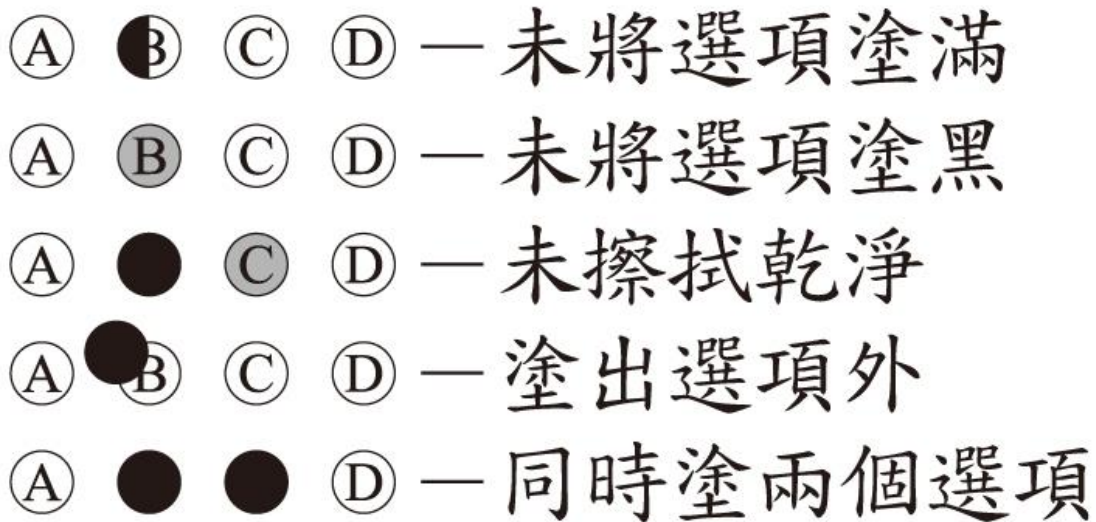 A B C D — 未將選項塗滿
A B C D — 未將選項塗黑
A C D — 未擦拭乾淨
A B C D — 塗出選項外
A D — 同時塗兩個選項